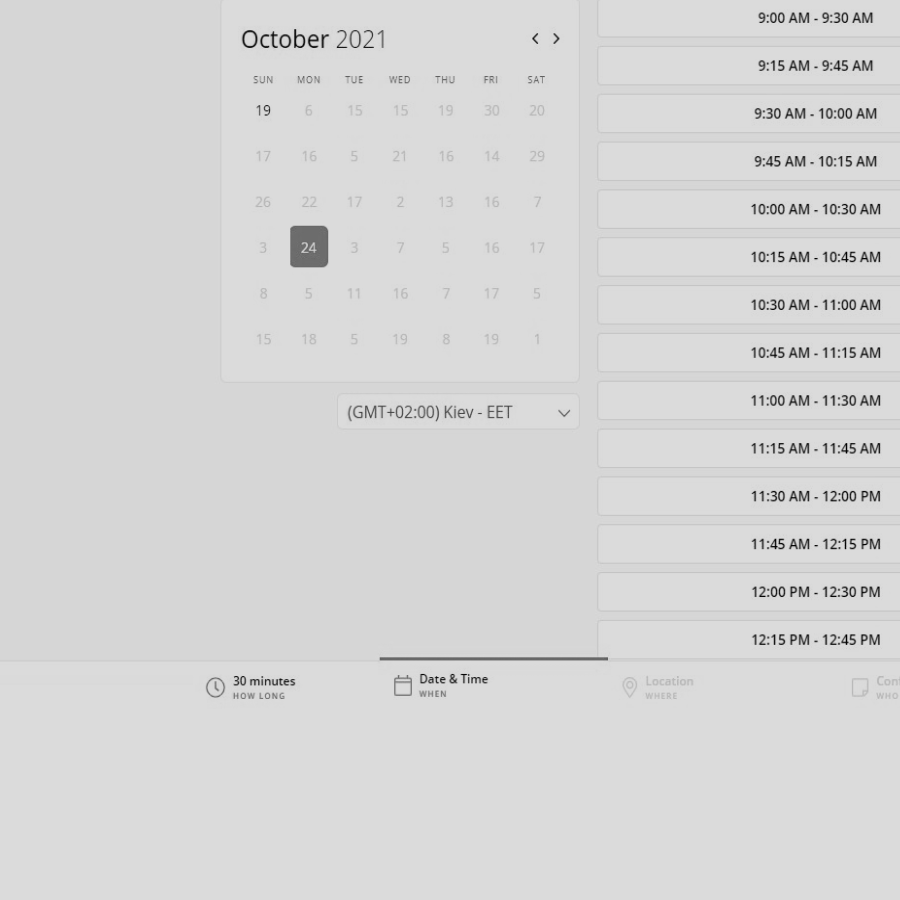 October 2021
SUN MON TUE WED THU FRI SAT
19 6 15 15 19 30 20
17 16 5 21 16 14 29
26 22 17 2 13 16 7
3 24 3 7 5 16 17
8 5 11 16 7 17 5
15 18 5 19 8 19 1
(GMT+02:00) Kiev - EET
9:00 AM - 9:30 AM
9:15 AM - 9:45 AM
9:30 AM - 10:00 AM
9:45 AM - 10:15 AM
10:00 AM - 10:30 AM
10:15 AM - 10:45 AM
10:30 AM - 11:00 AM
10:45 AM - 11:15 AM
11:00 AM - 11:30 AM
11:15 AM - 11:45 AM
11:30 AM - 12:00 PM
11:45 AM - 12:15 PM
12:00 PM - 12:30 PM
12:15 PM - 12:45 PM
30 minutes
HOW LONG
Date & Time
WHEN
Location
WHERE
WHO